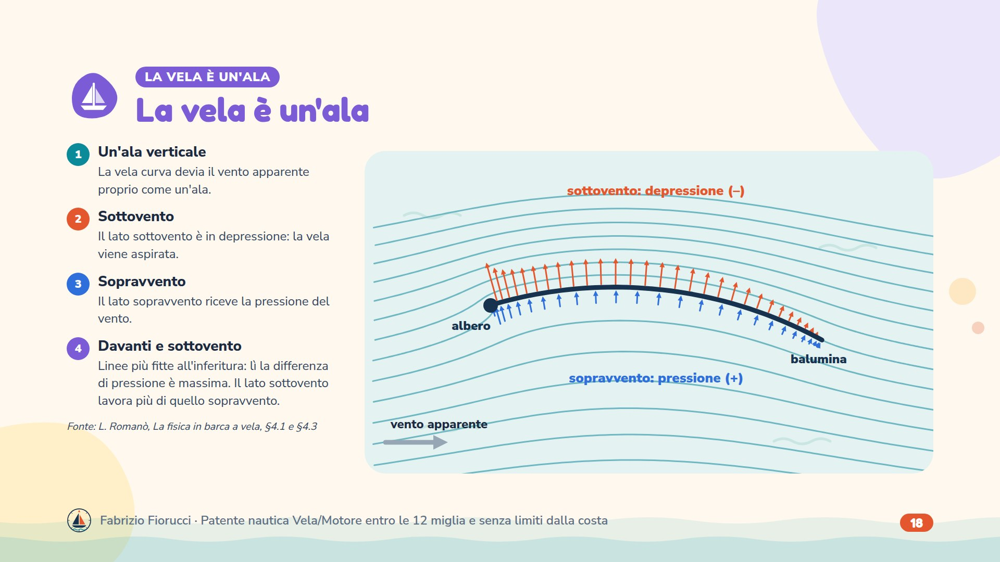 LA VELA È UN'ALA
La vela è un'ala
1
Un'ala verticale
La vela curva devia il vento apparente
proprio come un'ala.
2
Sottovento
Il lato sottovento è in depressione: la vela
viene aspirata.
3
Sopravvento
Il lato sopravvento riceve la pressione del
vento.
4
Davanti e sottovento
Linee più fitte all'inferitura: lì la differenza
di pressione è massima. Il lato sottovento
lavora più di quello sopravvento.
Fonte: L. Romanò, La fisica in barca a vela, §4.1 e §4.3
sottovento: depressione (–)
albero
balumina
sopravvento: pressione (+)
vento apparente
Fabrizio Fiorucci · Patente nautica Vela/Motore entro le 12 miglia e senza limiti dalla costa
18